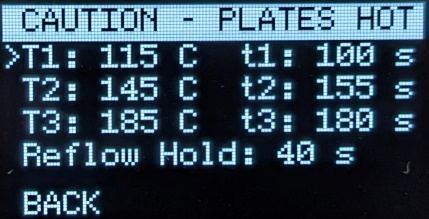 CAUTION - PLATES HOT
>T1: 115 C t1: 100 s
T2: 145 C t2: 155 s
T3: 185 C t3: 180 s
Reflow Hold: 40 s
BACK